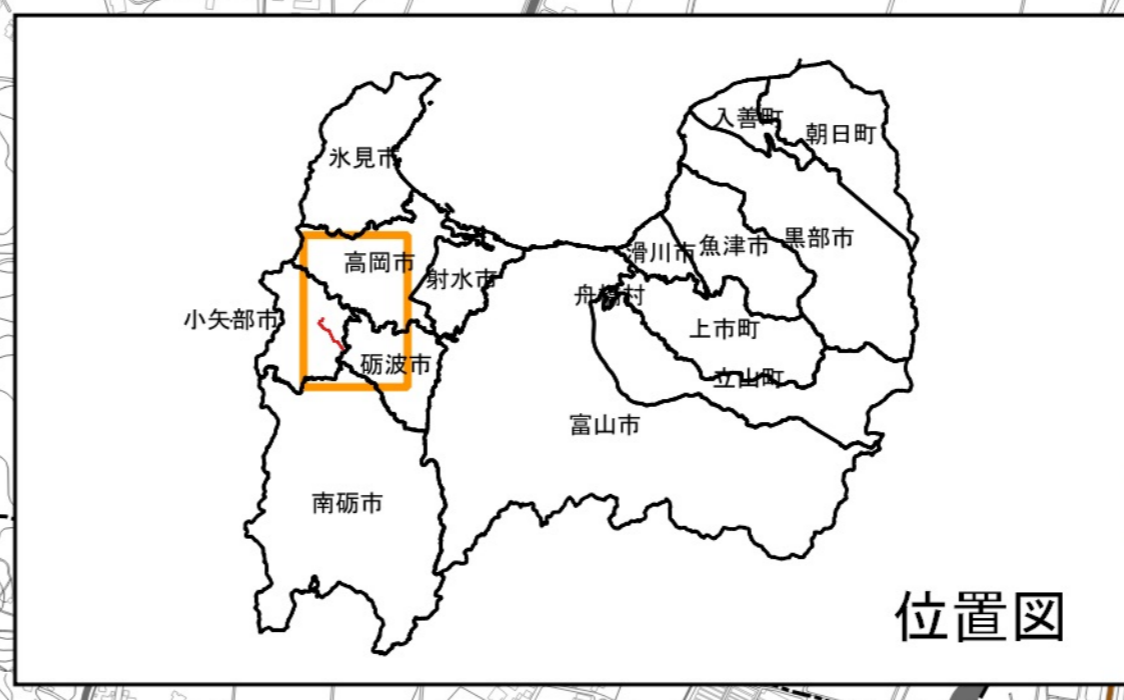 入善町
朝日町
氷見市
黒部市
魚津市
滑川市
高岡市
射水市
舟橋村
小矢部市
上市町
砺波市
立山町
富山市
南砺市
位置図